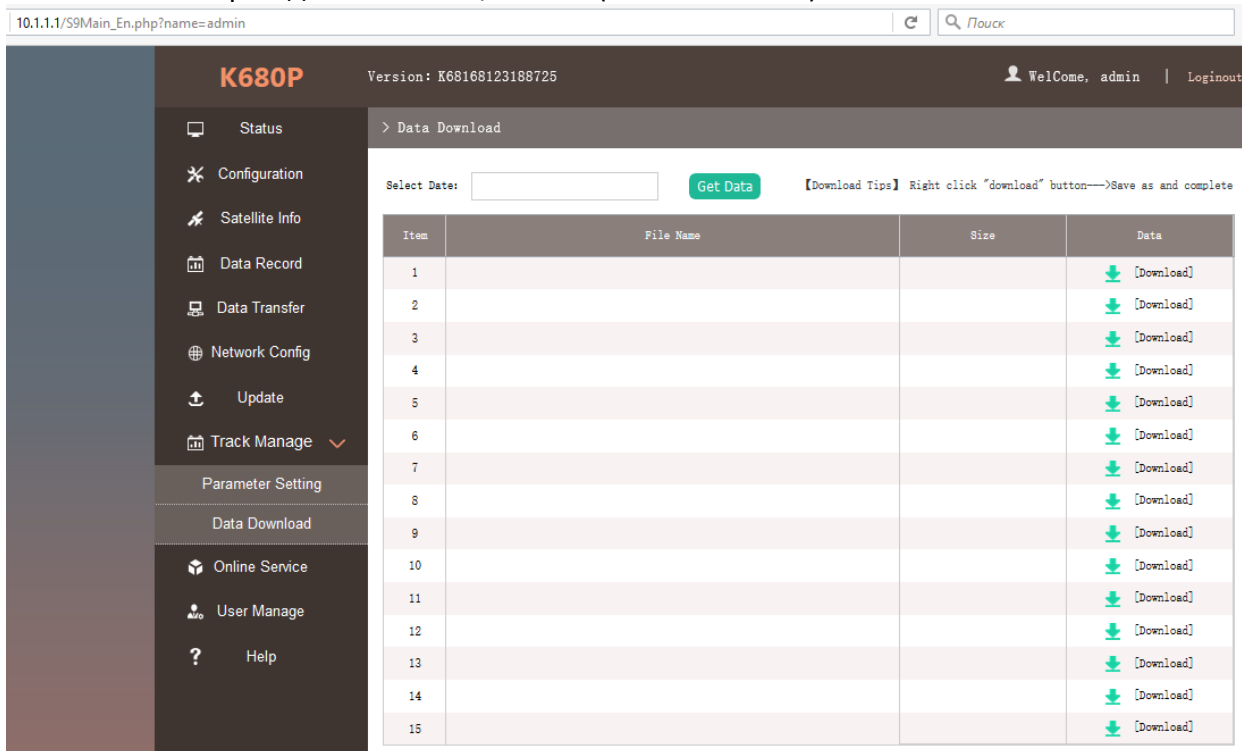 10.1.1.1/S9Main_En.php?name=admin
Поиск
K680P
Version: K68168123188725
WelCome, admin | Loginout
Status
Configuration
Satellite Info
Data Record
Data Transfer
Network Config
Update
Track Manage
Parameter Setting
Data Download
Online Service
User Manage
Help
> Data Download
Select Date:
Get Data
【Download Tips】 Right click "download" button--->Save as and complete
Item File Name Size Data
1 [Download]
2 [Download]
3 [Download]
4 [Download]
5 [Download]
6 [Download]
7 [Download]
8 [Download]
9 [Download]
10 [Download]
11 [Download]
12 [Download]
13 [Download]
14 [Download]
15 [Download]